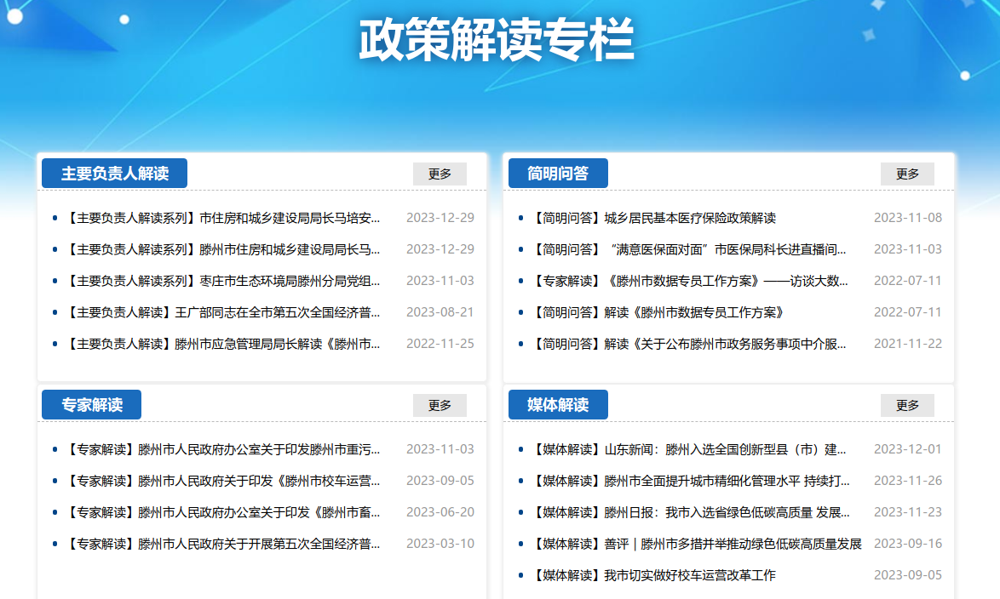 政策解读专栏
主要负责人解读
更多
【主要负责人解读系列】市住房和城乡建设局局长马培安... 2023-12-29
【主要负责人解读系列】滕州市住房和城乡建设局局长马... 2023-12-29
【主要负责人解读系列】枣庄市生态环境局滕州分局党组... 2023-11-03
【主要负责人解读】王广部同志在全市第五次全国经济普... 2023-08-21
【主要负责人解读】滕州市应急管理局局长解读《滕州市... 2022-11-25
简明问答
更多
【简明问答】城乡居民基本医疗保险政策解读 2023-11-08
【简明问答】“满意医保面对面”市医保局科长进直播间... 2023-11-03
【专家解读】《滕州市数据专员工作方案》——访谈大数... 2022-07-11
【简明问答】解读《滕州市数据专员工作方案》 2022-07-11
【简明问答】解读《关于公布滕州市政务服务事项中介服... 2021-11-22
专家解读
更多
【专家解读】滕州市人民政府办公室关于印发滕州市重污... 2023-11-03
【专家解读】滕州市人民政府关于印发《滕州市校车运营... 2023-09-05
【专家解读】滕州市人民政府办公室关于印发《滕州市畜... 2023-06-20
【专家解读】滕州市人民政府关于开展第五次全国经济普... 2023-03-10
媒体解读
更多
【媒体解读】山东新闻：滕州入选全国创新型县（市）建... 2023-12-01
【媒体解读】滕州市全面提升城市精细化管理水平 持续打... 2023-11-26
【媒体解读】滕州日报：我市入选省绿色低碳高质量 发展... 2023-11-23
【媒体解读】善评｜滕州市多措并举推动绿色低碳高质量发展 2023-09-16
【媒体解读】我市切实做好校车运营改革工作 2023-09-05